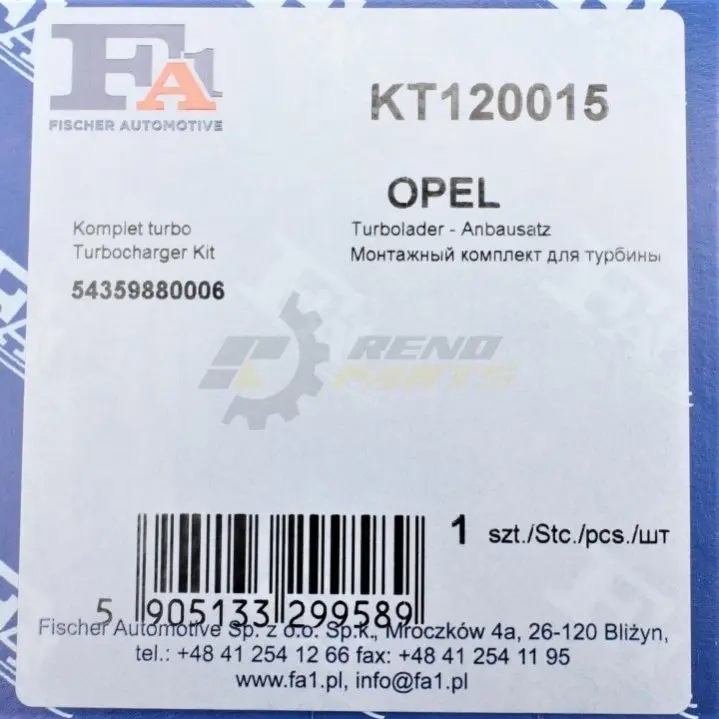 FA1
FISCHER AUTOMOTIVE
KT120015
OPEL
Komplet turbo
Turbocharger Kit
54359880006
Turbolader - Anbausatz
Монтажный комплект для турбины
RENO
PARTS
1 szt./Stc./pcs./шт
5 905133 299589
Fischer Automotive Sp. z o.o. Sp.k., Mroczków 4a, 26-120 Bliżyn,
tel.: +48 41 254 12 66 fax: +48 41 254 11 95
www.fa1.pl, info@fa1.pl